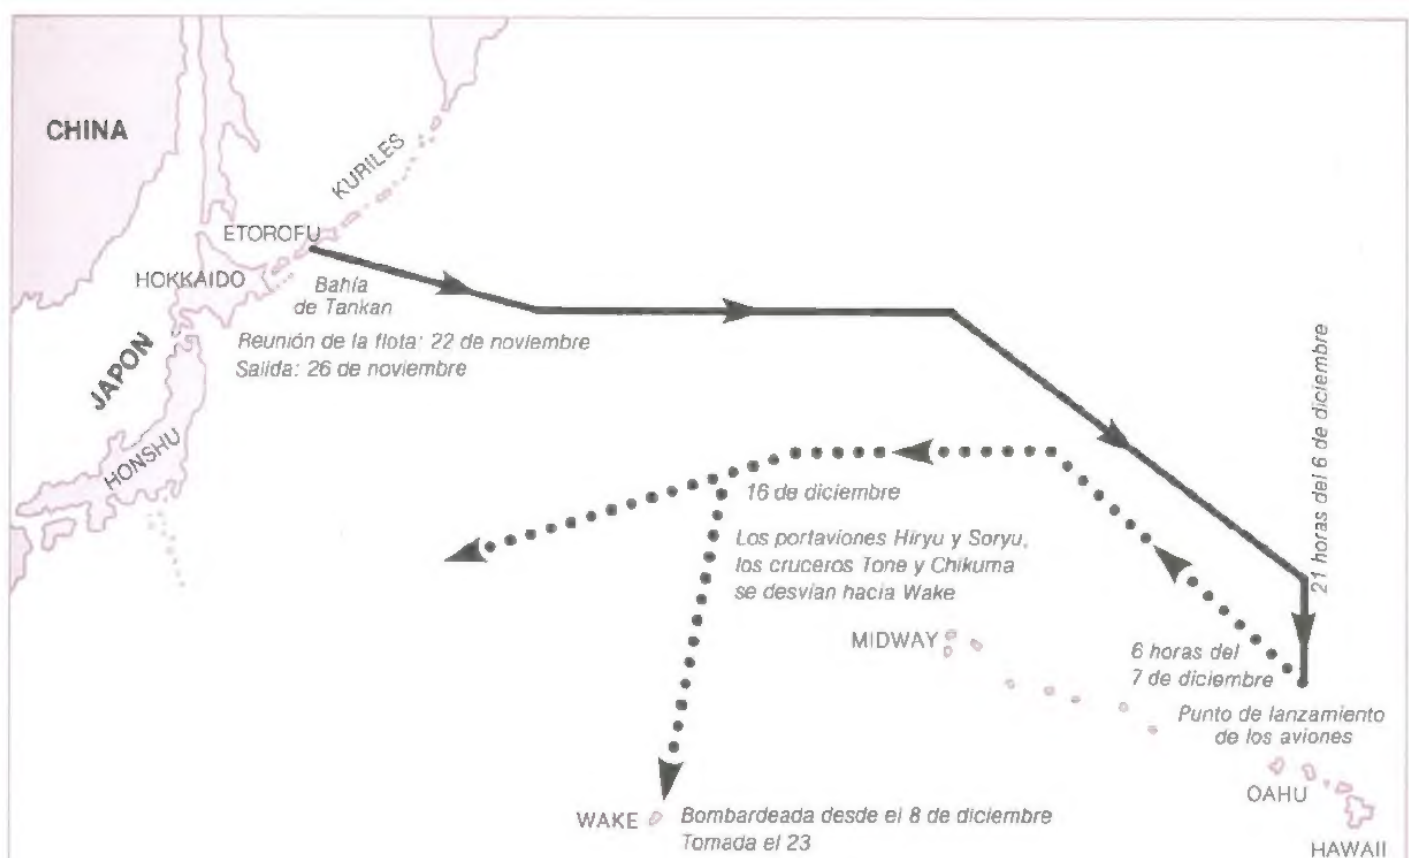 CHINA
KURILES
ETOROFU
HOKKAIDO
Bahía
de Tankan
JAPON
Reunión de la flota: 22 de noviembre
Salida: 26 de noviembre
HONSHU
21 horas del 6 de diciembre
16 de diciembre
Los portaviones Hiryu y Soryu,
los cruceros Tone y Chikuma
se desvían hacia Wake
MIDWAY
6 horas del
7 de diciembre
Punto de lanzamiento
de los aviones
OAHU
WAKE
Bombardeada desde el 8 de diciembre
Tomada el 23
HAWAII